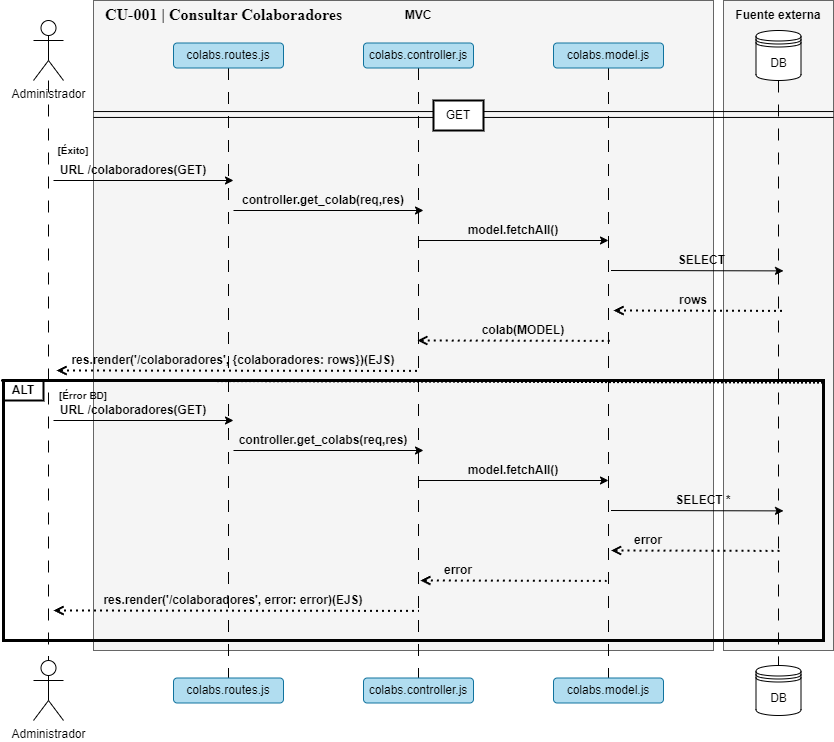 CU-001 | Consultar Colaboradores
MVC
Fuente externa
colabs.routes.js
colabs.controller.js
colabs.model.js
DB
Administrador
GET
[Éxito]
URL /colaboradores(GET)
controller.get_colab(req,res)
model.fetchAll()
SELECT
rows
colab(MODEL)
res.render('/colaboradores', {colaboradores: rows})(EJS)
ALT
[Érror BD]
URL /colaboradores(GET)
controller.get_colabs(req,res)
model.fetchAll()
SELECT *
error
error
res.render('/colaboradores', error: error)(EJS)
colabs.routes.js
colabs.controller.js
colabs.model.js
DB
Administrador